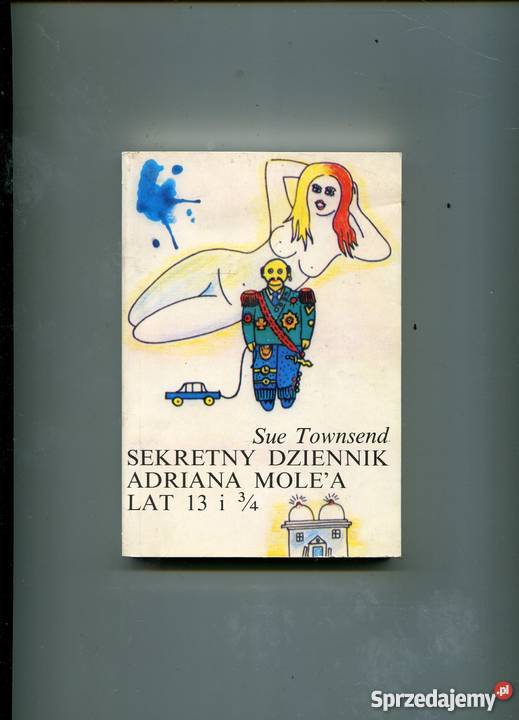 Sue Townsend
SEKRETNY DZIENNIK
ADRIANA MOLE'A
LAT 13 i ¾
Sprzedajemy.pl